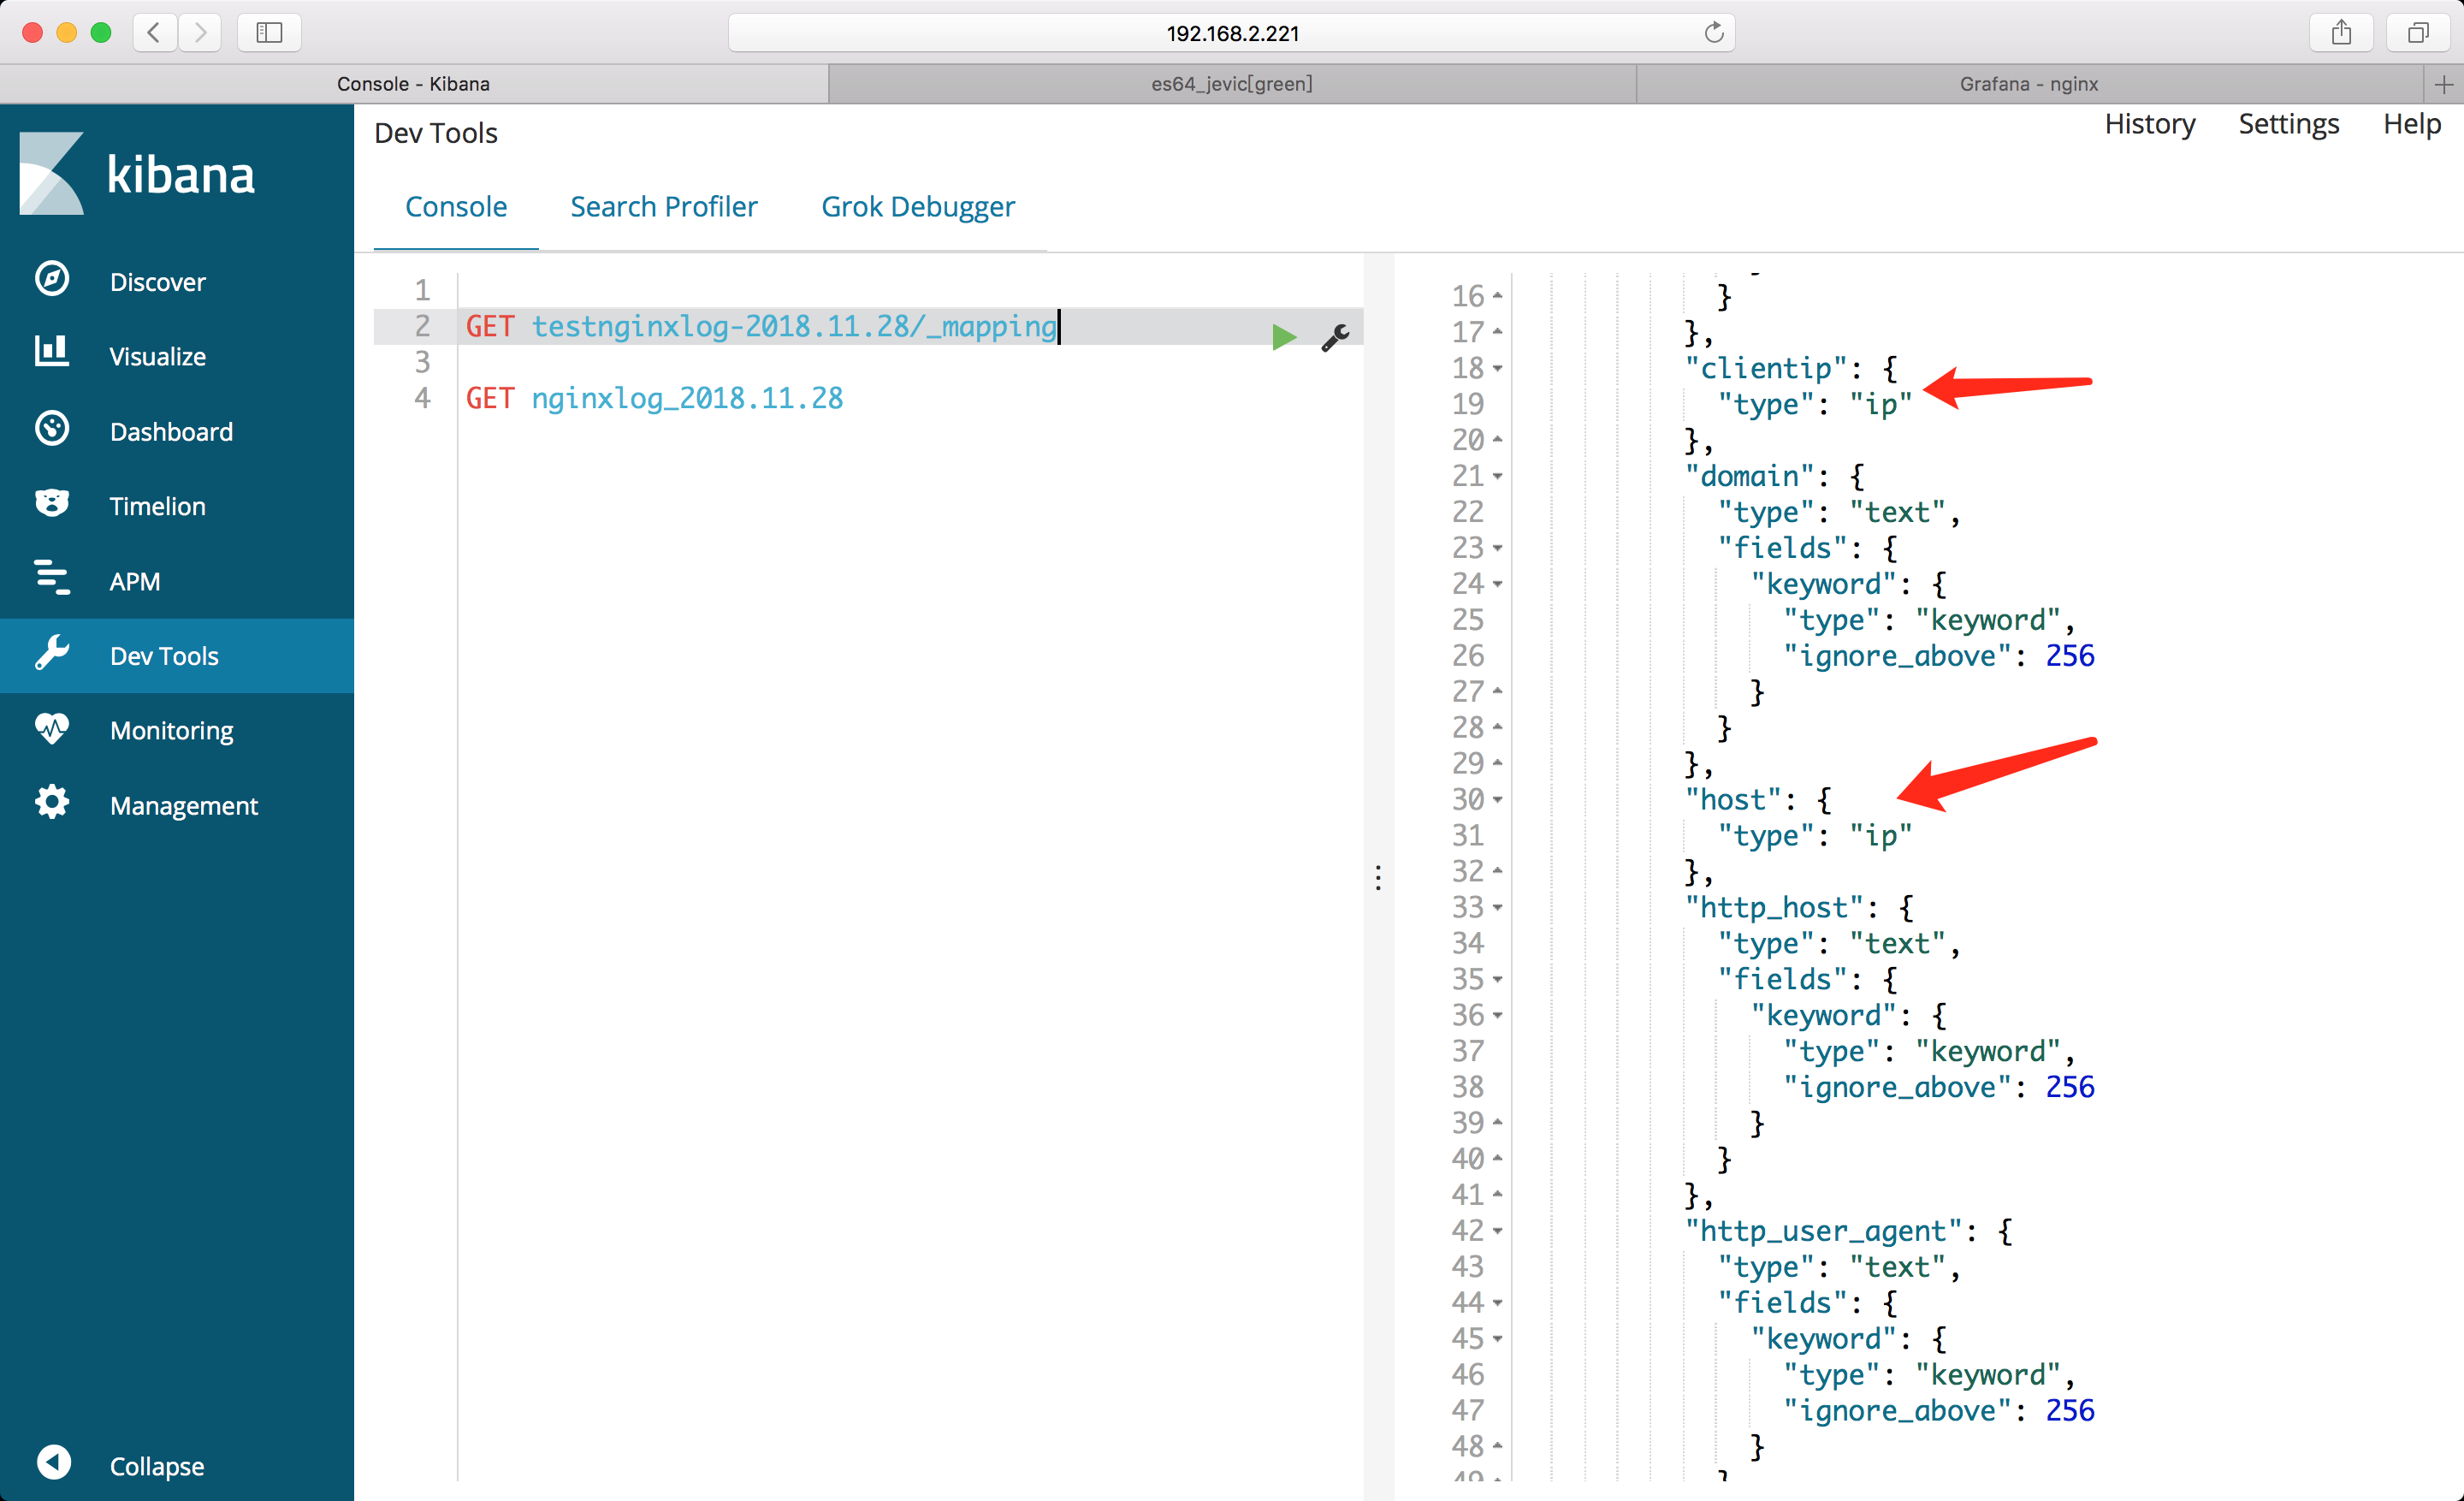 192.168.2.221
Console - Kibana
es64_jevic[green]
Grafana - nginx
kibana
Discover
Visualize
Dashboard
Timelion
APM
Dev Tools
Monitoring
Management
Collapse
Dev Tools
History Settings Help
Console Search Profiler Grok Debugger
1
2 GET testnginxlog-2018.11.28/_mapping
3
4 GET nginxlog_2018.11.28
16 }
17 },
18 "clientip": {
19 "type": "ip"
20 },
21 "domain": {
22 "type": "text",
23 "fields": {
24 "keyword": {
25 "type": "keyword",
26 "ignore_above": 256
27 }
28 }
29 },
30 "host": {
31 "type": "ip"
32 },
33 "http_host": {
34 "type": "text",
35 "fields": {
36 "keyword": {
37 "type": "keyword",
38 "ignore_above": 256
39 }
40 }
41 },
42 "http_user_agent": {
43 "type": "text",
44 "fields": {
45 "keyword": {
46 "type": "keyword",
47 "ignore_above": 256
48 }
49 }